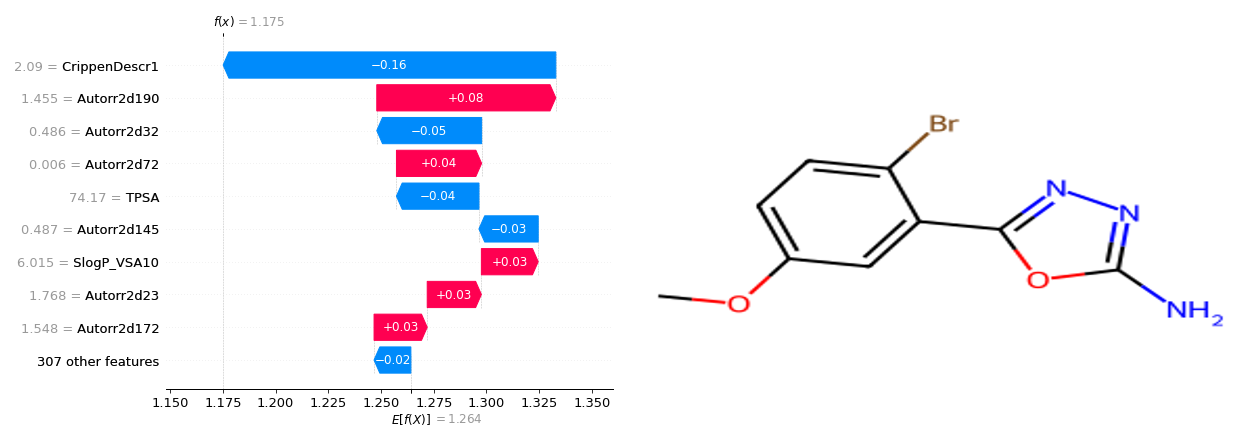 f(x) = 1.175
2.09 = CrippenDescr1
−0.16
1.455 = Autorr2d190
+0.08
0.486 = Autorr2d32
−0.05
0.006 = Autorr2d72
+0.04
74.17 = TPSA
−0.04
0.487 = Autorr2d145
−0.03
6.015 = SlogP_VSA10
+0.03
1.768 = Autorr2d23
+0.03
1.548 = Autorr2d172
+0.03
307 other features
−0.02
1.150 1.175 1.200 1.225 1.250 1.275 1.300 1.325 1.350
E[f(X)] = 1.264
Br
N
N
O
O
NH2